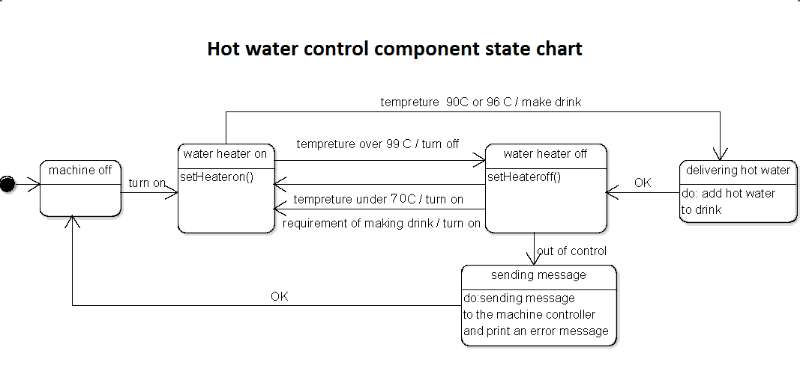 Hot water control component state chart
tempreture 90C or 96 C / make drink
water heater on
tempreture over 99 C / turn off
water heater off
machine off
delivering hot water
setHeateron()
setHeateroff()
turn on
OK
do: add hot water
to drink
tempreture under 70C / turn on
requirement of making drink / turn on
out of control
sending message
OK
do:sending message
to the machine controller
and print an error message